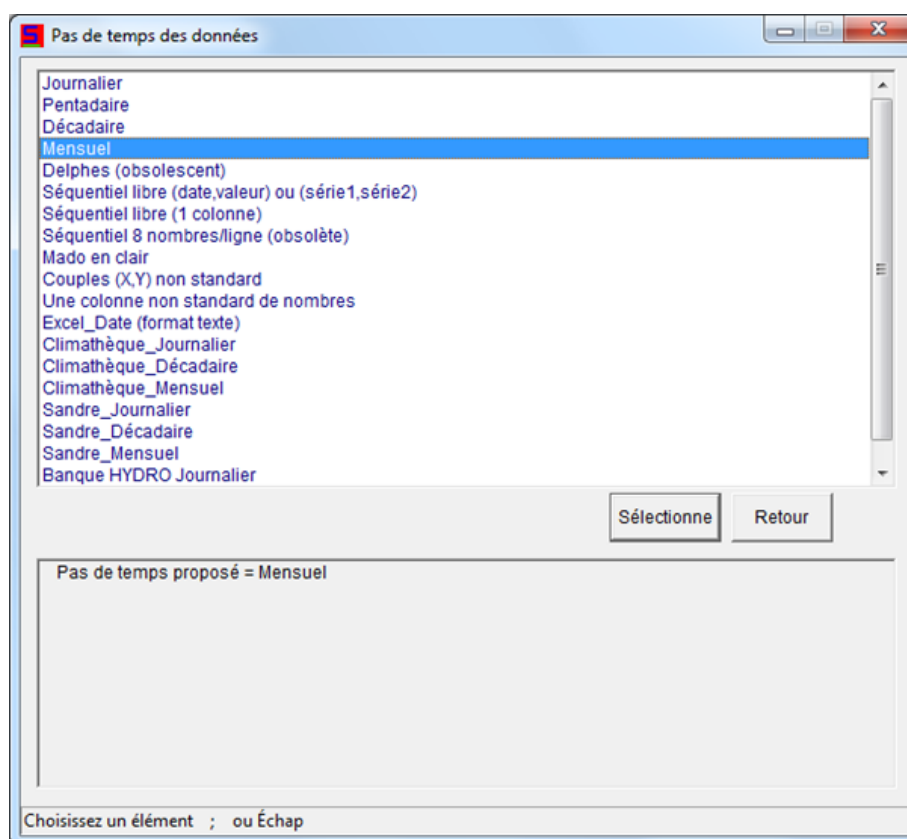 Pas de temps des données
Journalier
Pentadaire
Décadaire
Mensuel
Delphes (obsolescent)
Séquentiel libre (date,valeur) ou (série1,série2)
Séquentiel libre (1 colonne)
Séquentiel 8 nombres/ligne (obsolète)
Mado en clair
Couples (X,Y) non standard
Une colonne non standard de nombres
Excel_Date (format texte)
Climathèque_Journalier
Climathèque_Décadaire
Climathèque_Mensuel
Sandre_Journalier
Sandre_Décadaire
Sandre_Mensuel
Banque HYDRO Journalier
Sélectionne Retour
Pas de temps proposé = Mensuel
Choisissez un élément ; ou Échap